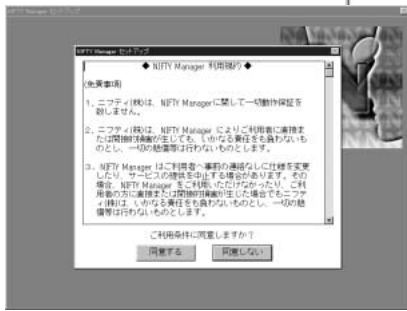 NIFTY Manager セットアップ
NIFTY Manager セットアップ
◆ NIFTY Manager 利用規約 ◆
(免責事項)
1. ニフティ(株)は、NIFTY Managerに関して一切動作保証を
致しません。
2. ニフティ(株)は、NIFTY Manager によりご利用者に直接ま
たは間接的損害が生じても、いかなる責任をも負わないも
のとし、一切の賠償等は行わないものとします。
3. NIFTY Manager はご利用者へ事前の連絡なしに仕様を変更
したり、サービスの提供を中止する場合があります。その
場合、NIFTY Manager をご利用いただけなかったり、ご利
用者の方に直接または間接的損害が生じた場合でもニフテ
ィ(株)は、いかなる責任をも負わないものとし、一切の賠
償等は行わないものとします。
ご利用条件に同意しますか？
同意する
同意しない